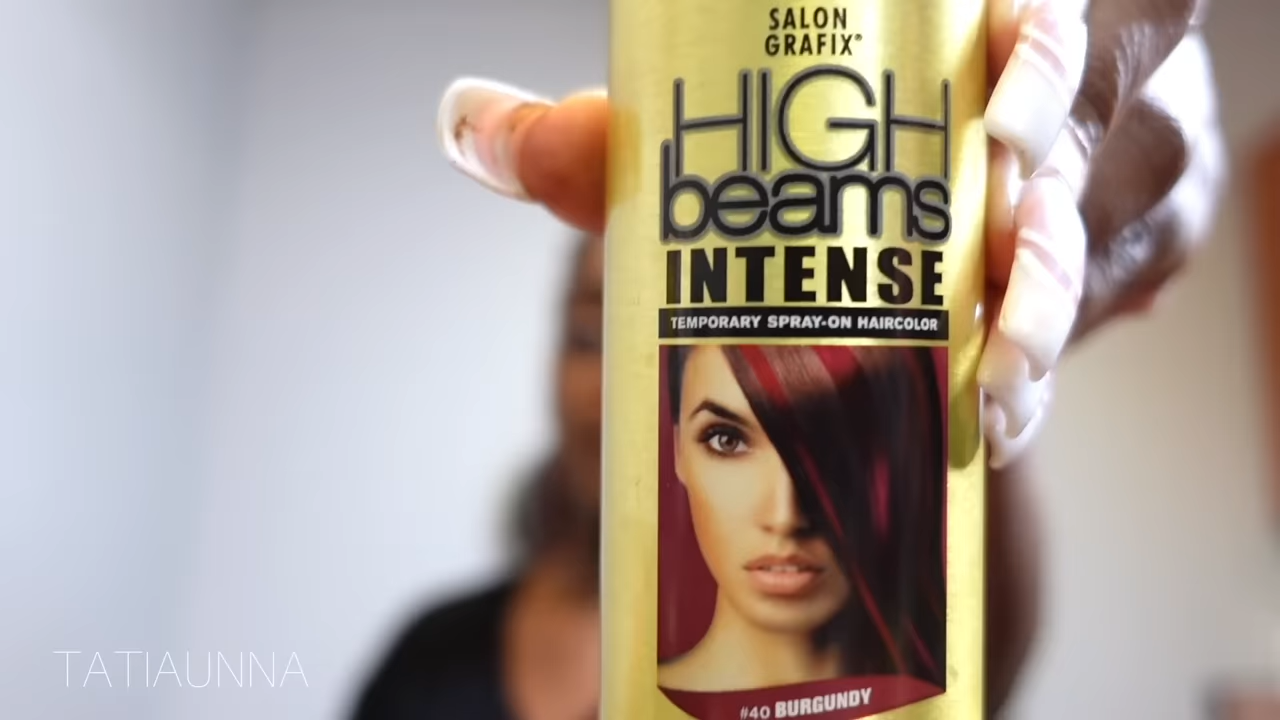 SALON
GRAFIX®
HIGH
beams
INTENSE
TEMPORARY SPRAY-ON HAIRCOLOR
#40 BURGUNDY
TATIAUNNA